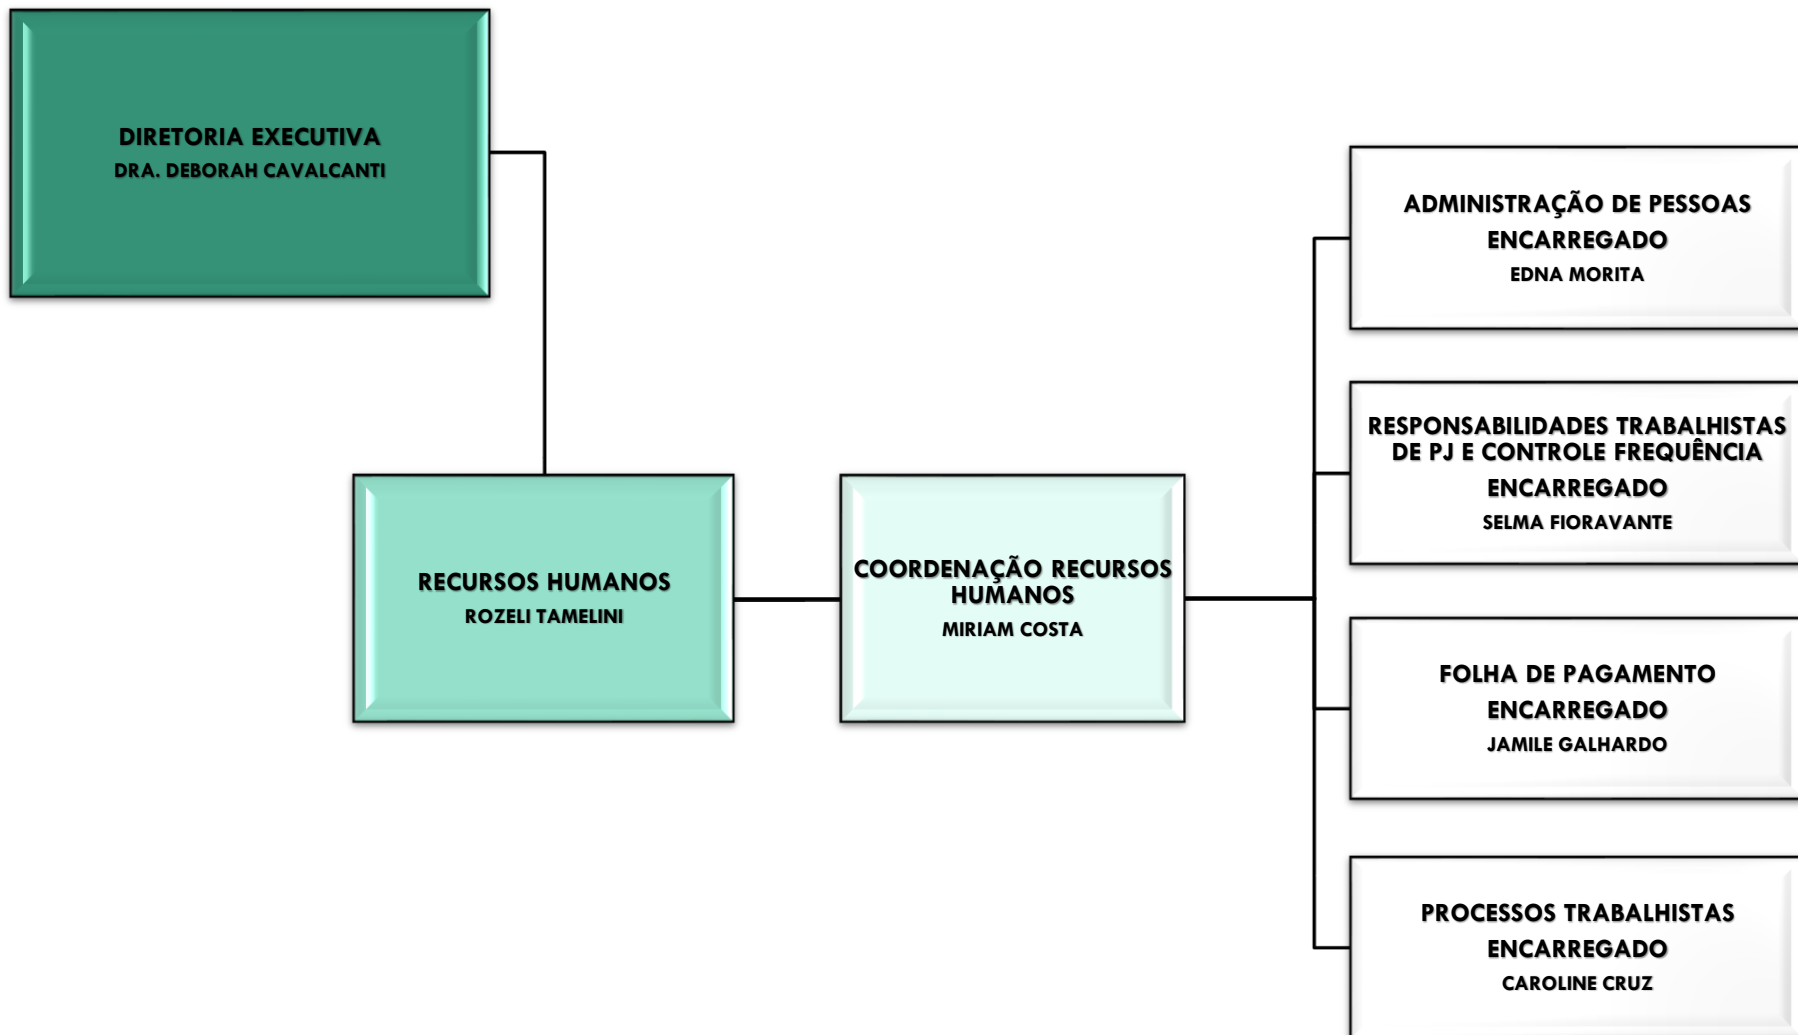 DIRETORIA EXECUTIVA
DRA. DEBORAH CAVALCANTI
RECURSOS HUMANOS
ROZELI TAMELINI
COORDENAÇÃO RECURSOS
HUMANOS
MIRIAM COSTA
ADMINISTRAÇÃO DE PESSOAS
ENCARREGADO
EDNA MORITA
RESPONSABILIDADES TRABALHISTAS
DE PJ E CONTROLE FREQUÊNCIA
ENCARREGADO
SELMA FIORAVANTE
FOLHA DE PAGAMENTO
ENCARREGADO
JAMILE GALHARDO
PROCESSOS TRABALHISTAS
ENCARREGADO
CAROLINE CRUZ